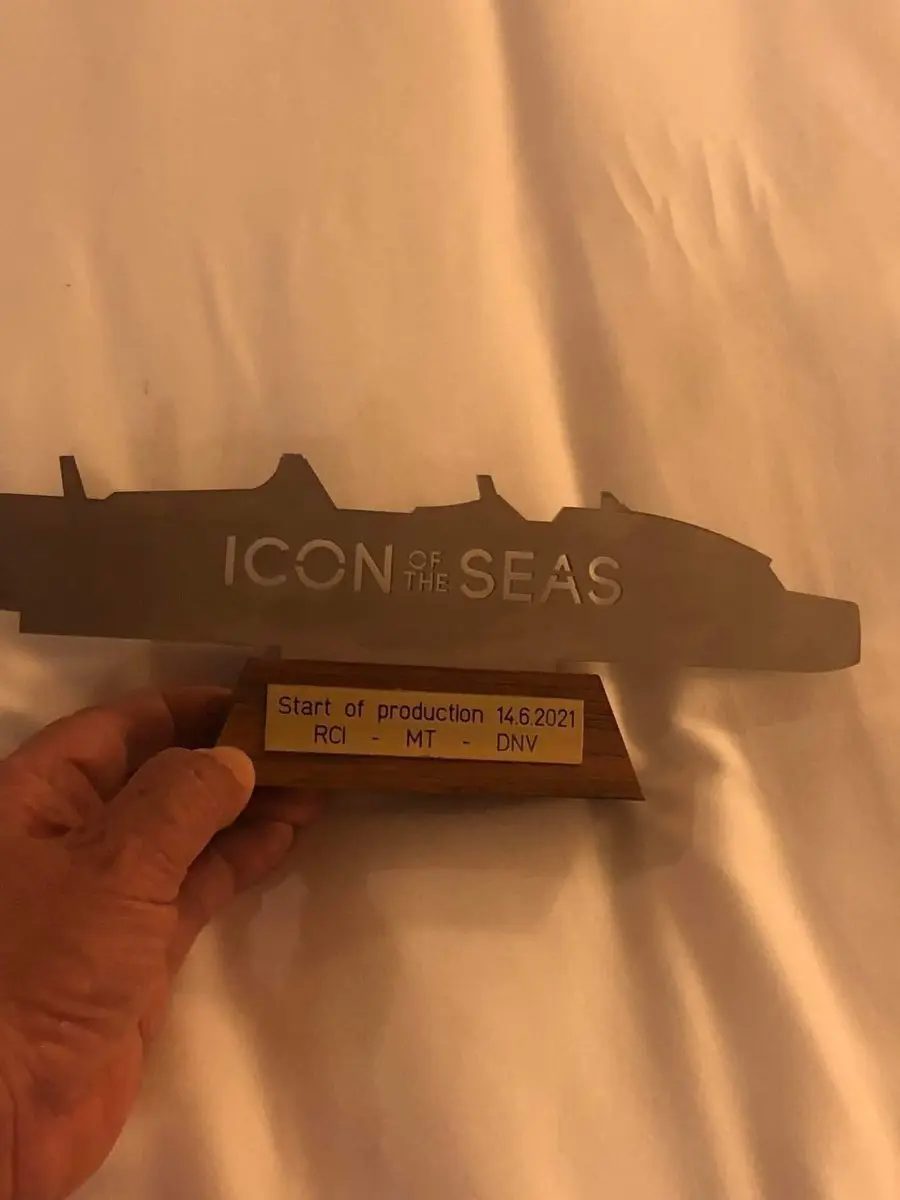 ICON OF THE SEAS
Start of production 14.6.2021
RCI - MT - DNV